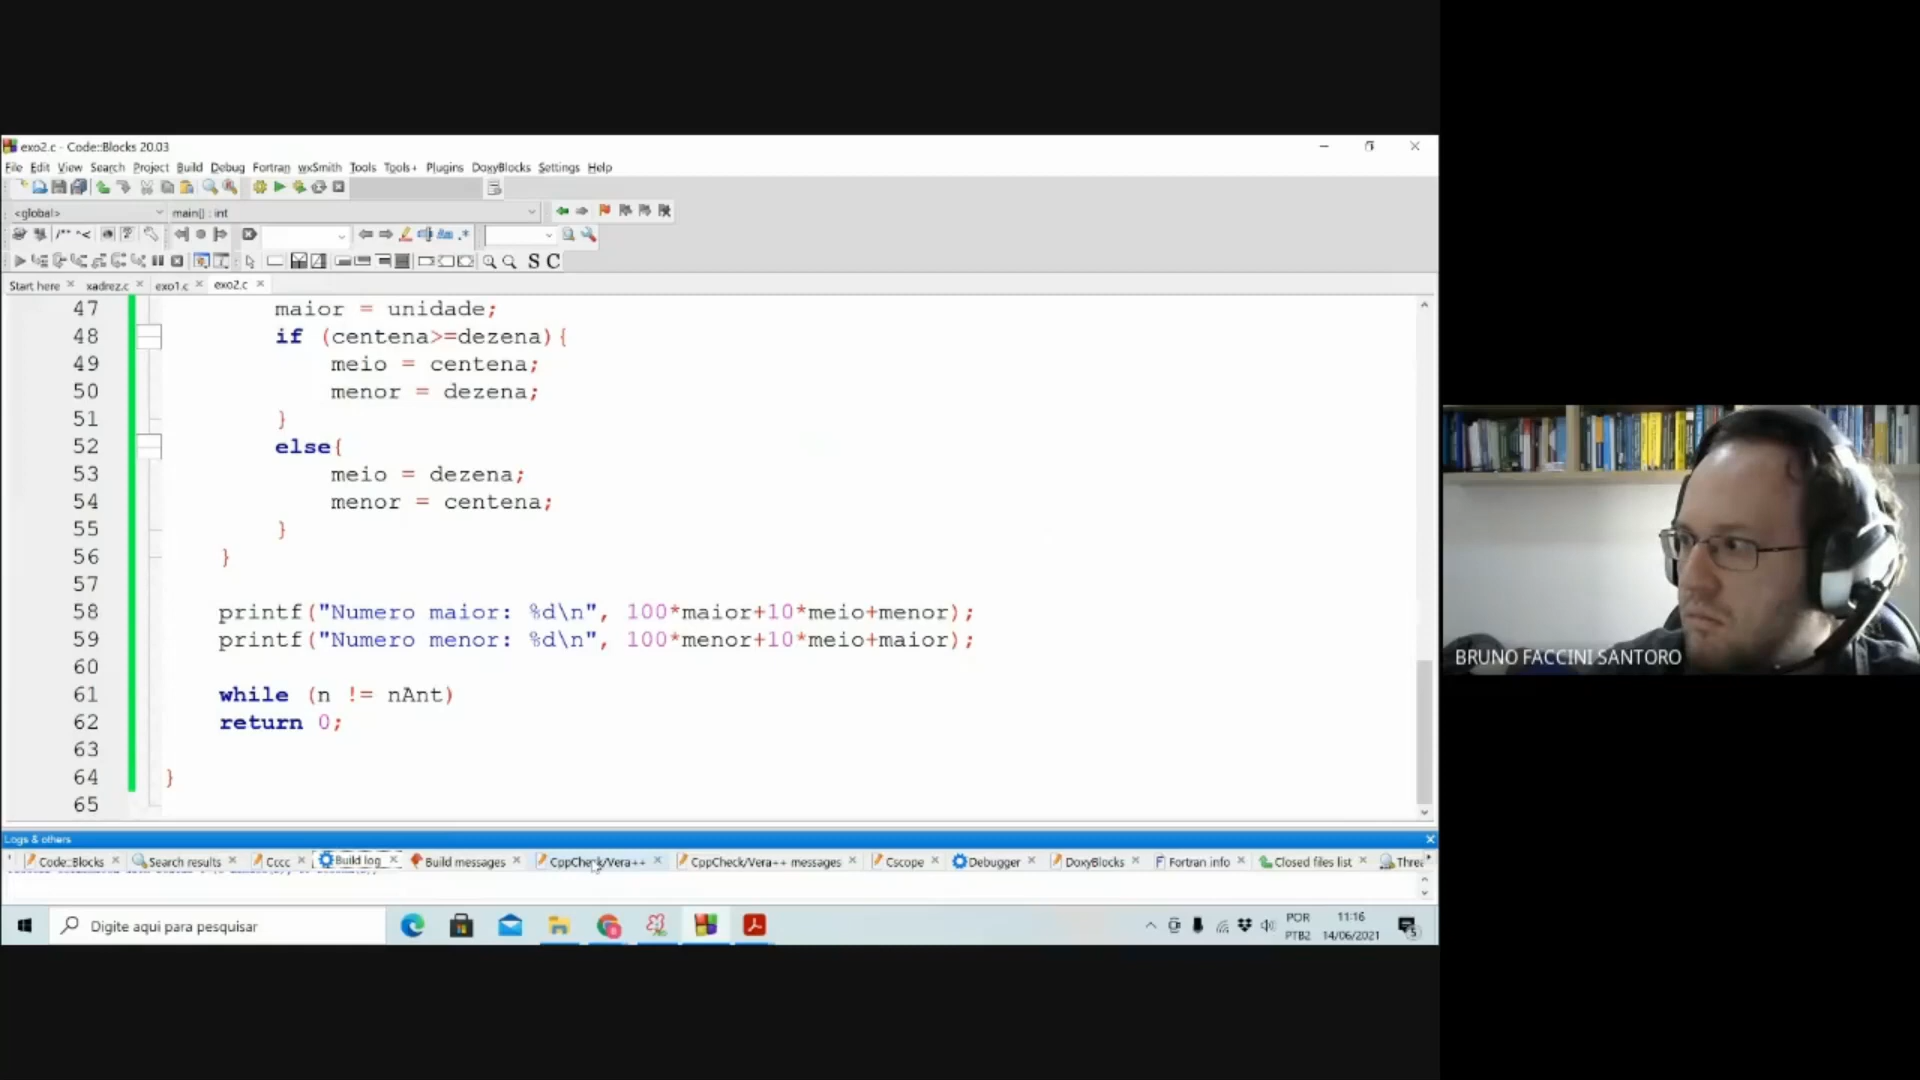 exo2.c - Code::Blocks 20.03
File Edit View Search Project Build Debug Fortran wxSmith Tools Tools+ Plugins DoxyBlocks Settings Help
<global> main() : int
S C
Start here xadrez.c exo1.c exo2.c
47 maior = unidade;
48 if (centena>=dezena){
49 meio = centena;
50 menor = dezena;
51 }
52 else{
53 meio = dezena;
54 menor = centena;
55 }
56 }
57
58 printf("Numero maior: %d\n", 100*maior+10*meio+menor);
59 printf("Numero menor: %d\n", 100*menor+10*meio+maior);
60
61 while (n != nAnt)
62 return 0;
63
64 }
65
BRUNO FACCINI SANTORO
Logs & others
Code::Blocks Search results Cccc Build log Build messages CppCheck/Vera++ CppCheck/Vera++ messages Cscope Debugger DoxyBlocks Fortran info Closed files list
Digite aqui para pesquisar
POR 11:16
PTB2 14/06/2021